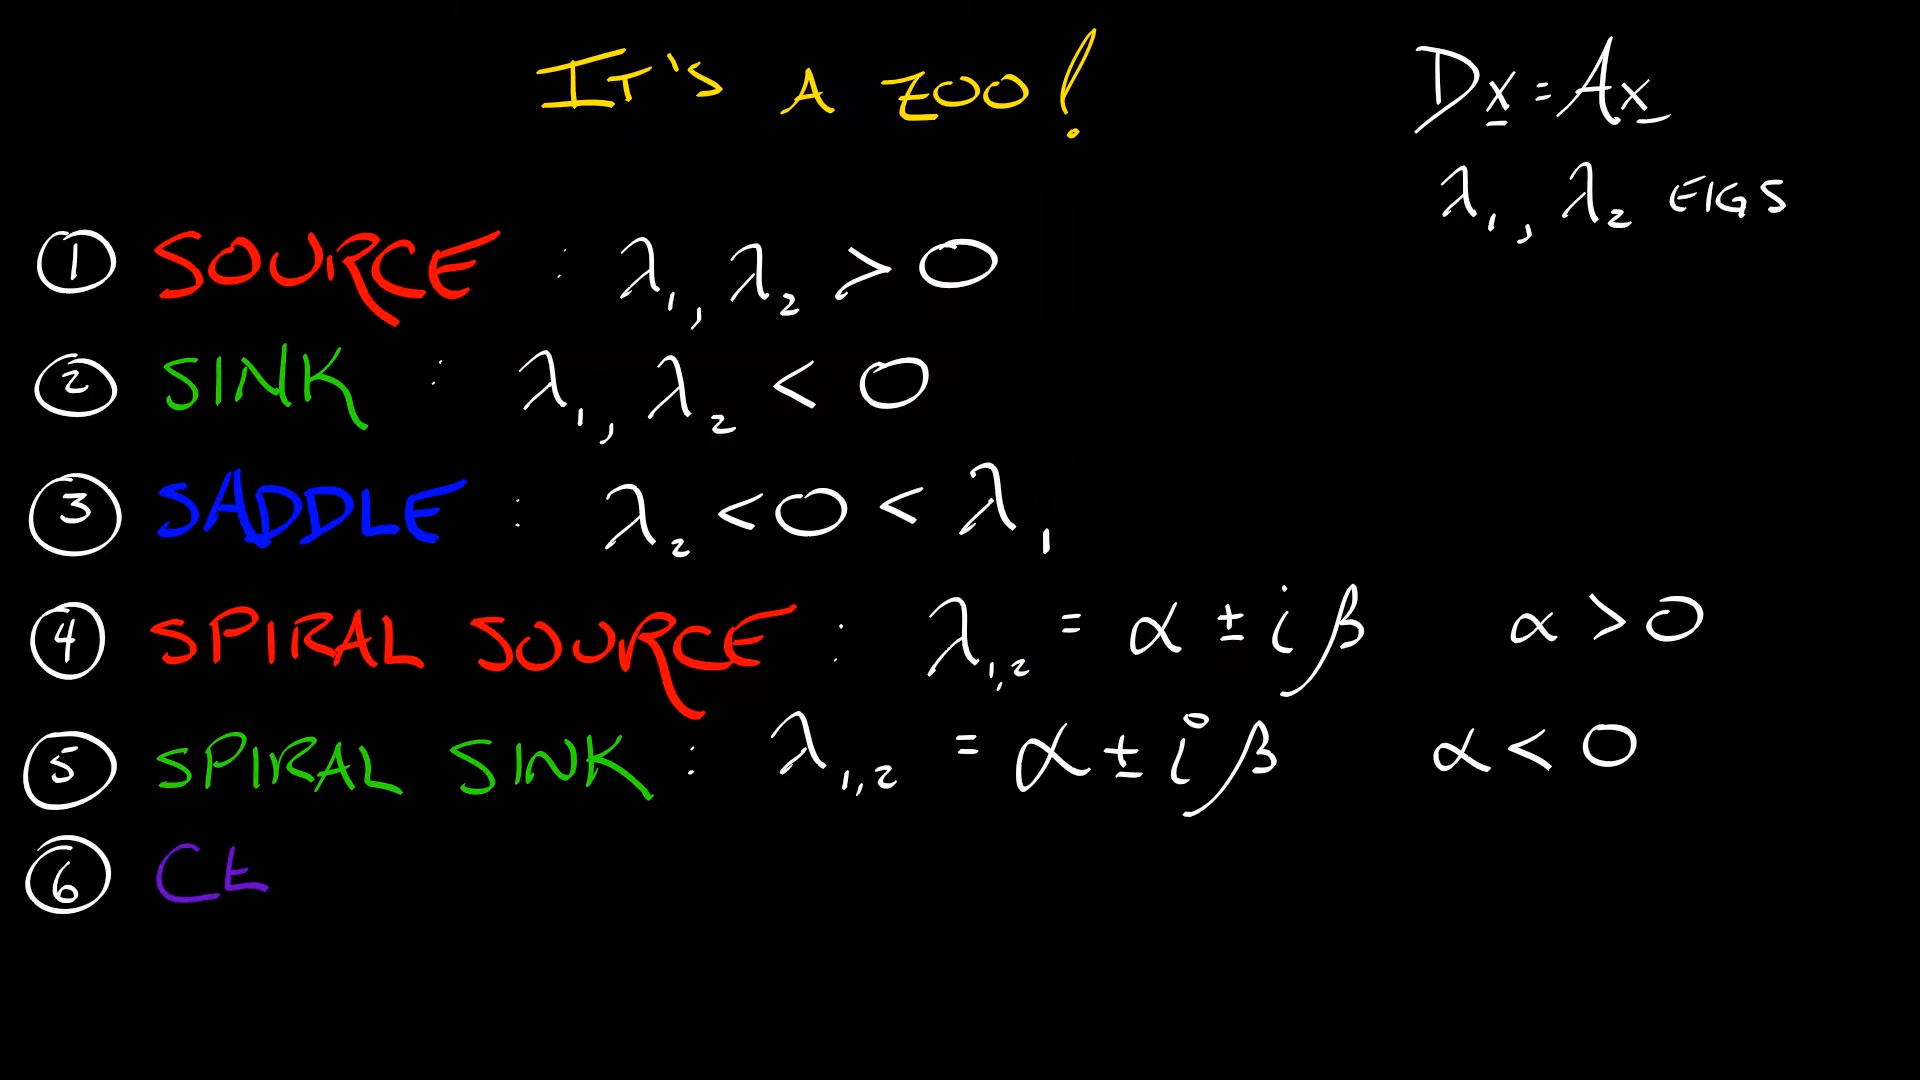 IT'S A ZOO!
Dx = Ax
λ₁, λ₂ EIGS
① SOURCE : λ₁, λ₂ > 0
② SINK : λ₁, λ₂ < 0
③ SADDLE : λ₂ < 0 < λ₁
④ SPIRAL SOURCE : λ₁,₂ = α ± iβ α > 0
⑤ SPIRAL SINK : λ₁,₂ = α ± iβ α < 0
⑥ CE